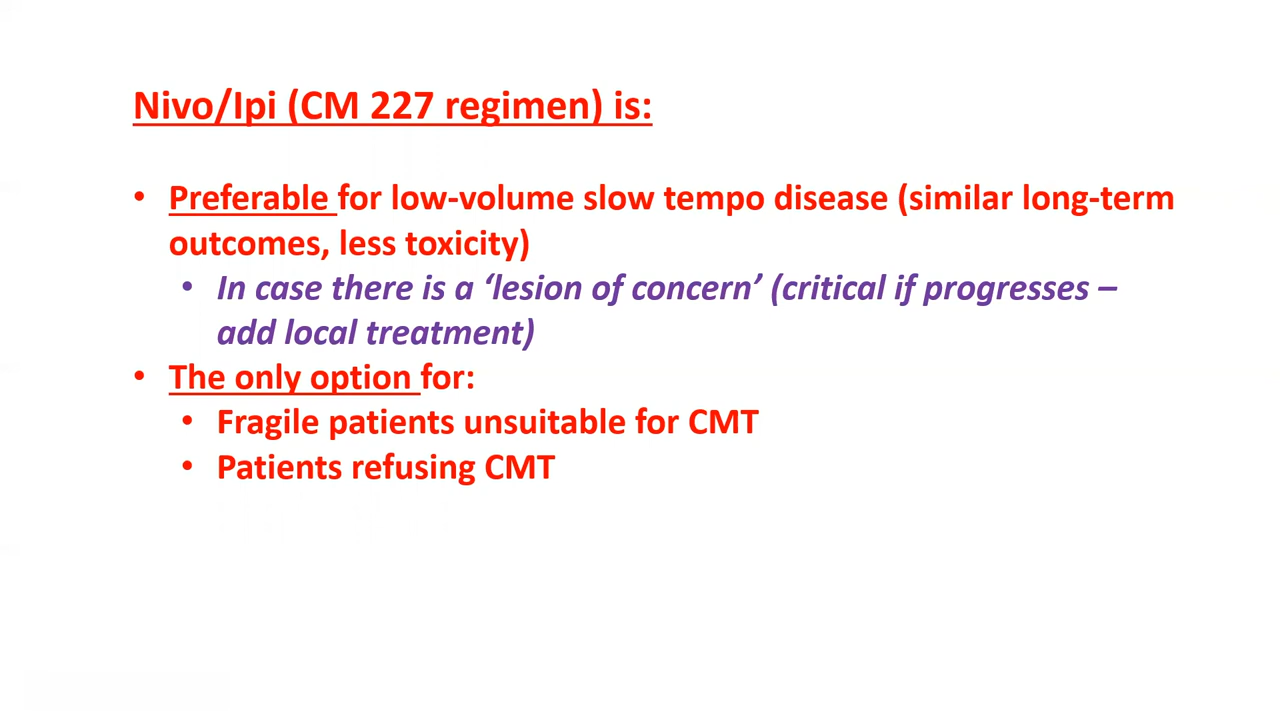 Nivo/Ipi (CM 227 regimen) is:
• Preferable for low-volume slow tempo disease (similar long-term
outcomes, less toxicity)
• In case there is a ‘lesion of concern’ (critical if progresses –
add local treatment)
• The only option for:
• Fragile patients unsuitable for CMT
• Patients refusing CMT